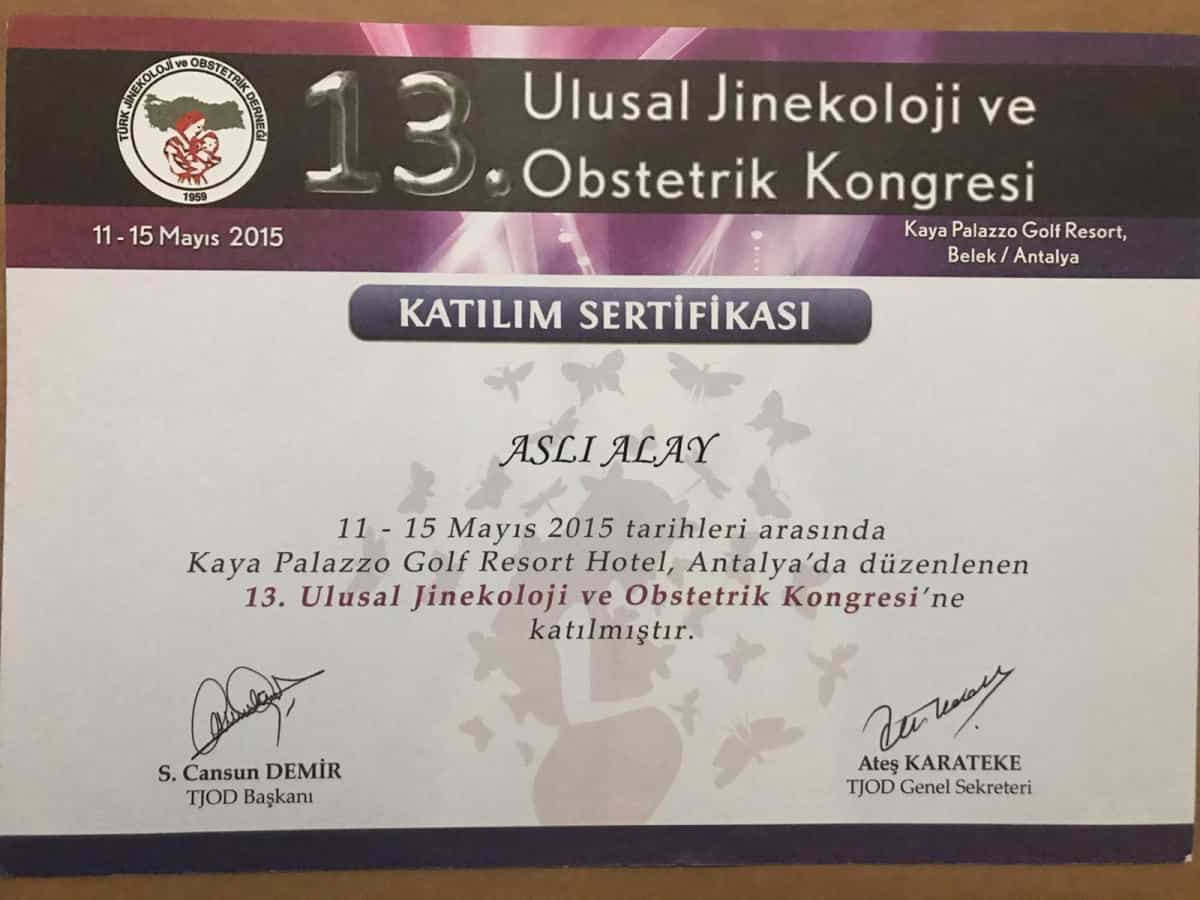 TÜRK JİNEKOLOJİ ve OBSTETRİK DERNEĞİ
1959
13. Ulusal Jinekoloji ve
Obstetrik Kongresi
11 - 15 Mayıs 2015
Kaya Palazzo Golf Resort,
Belek / Antalya
KATILIM SERTİFİKASI
ASLI ALAY
11 - 15 Mayıs 2015 tarihleri arasında
Kaya Palazzo Golf Resort Hotel, Antalya'da düzenlenen
13. Ulusal Jinekoloji ve Obstetrik Kongresi'ne
katılmıştır.
S. Cansun DEMİR
TJOD Başkanı
Ateş KARATEKE
TJOD Genel Sekreteri